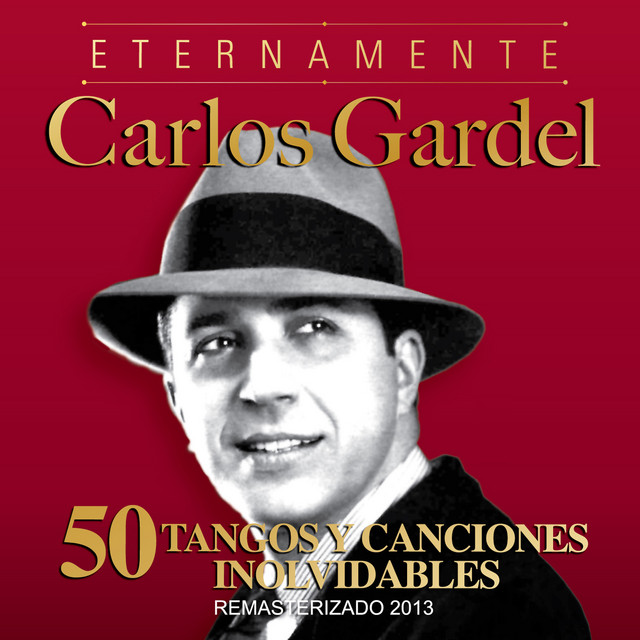 ETERNAMENTE
Carlos Gardel
50 TANGOS Y CANCIONES
INOLVIDABLES
REMASTERIZADO 2013